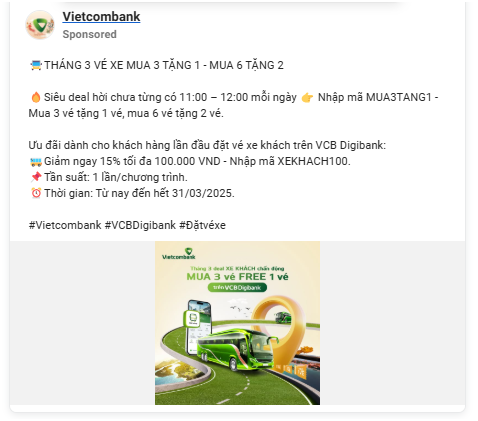 Vietcombank
Sponsored
🚍THÁNG 3 VÉ XE MUA 3 TẶNG 1 - MUA 6 TẶNG 2
🔥Siêu deal hời chưa từng có 11:00 – 12:00 mỗi ngày 👉 Nhập mã MUA3TANG1 -
Mua 3 vé tặng 1 vé, mua 6 vé tặng 2 vé.
Ưu đãi dành cho khách hàng lần đầu đặt vé xe khách trên VCB Digibank:
🚌Giảm ngay 15% tối đa 100.000 VND - Nhập mã XEKHACH100.
📌Tần suất: 1 lần/chương trình.
⏰Thời gian: Từ nay đến hết 31/03/2025.
#Vietcombank #VCBDigibank #Đặtvéxe
Vietcombank
Tháng 3 deal XE KHÁCH chất động
MUA 3 vé FREE 1 vé
trên VCBDigibank